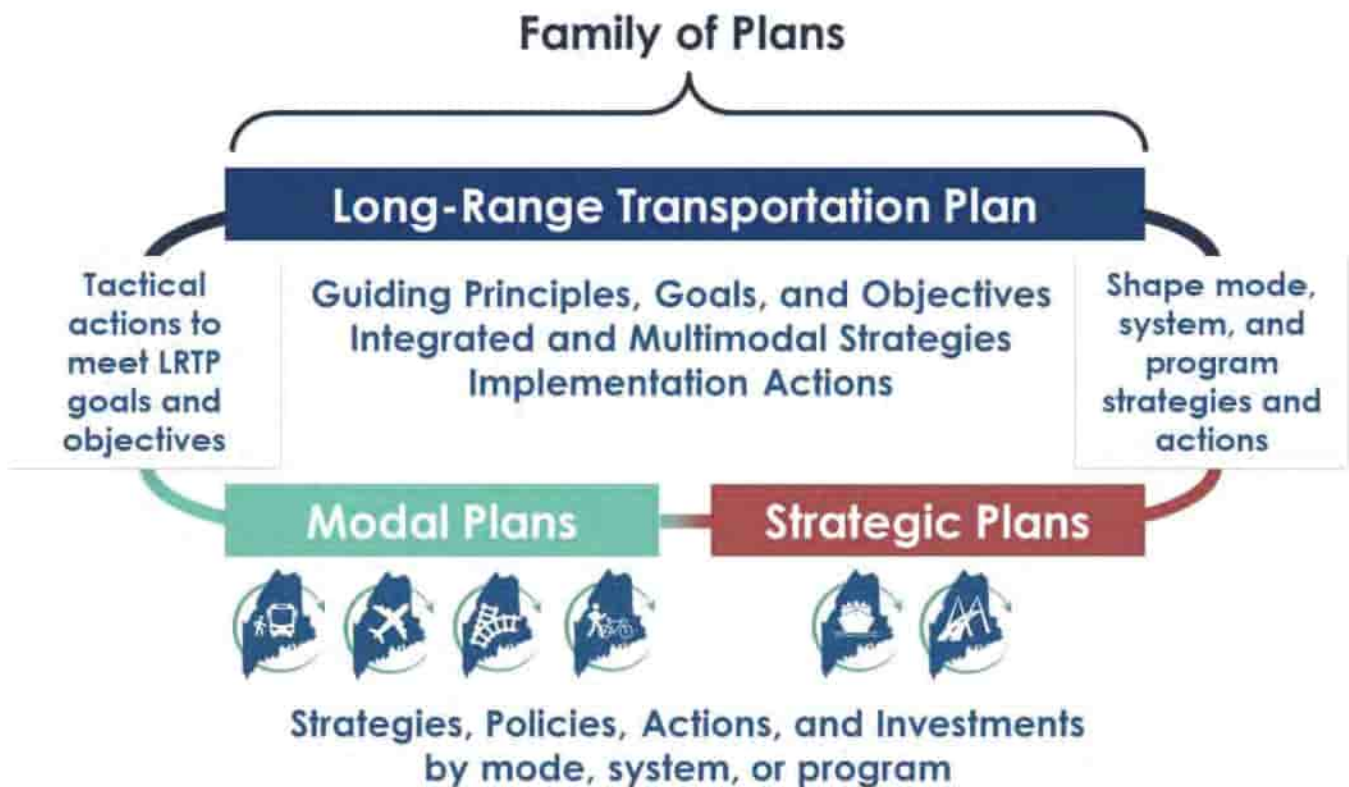 Family of Plans
Long-Range Transportation Plan
Tactical
actions to
meet LRTP
goals and
objectives
Guiding Principles, Goals, and Objectives
Integrated and Multimodal Strategies
Implementation Actions
Shape mode,
system, and
program
strategies and
actions
Modal Plans
Strategic Plans
Strategies, Policies, Actions, and Investments
by mode, system, or program